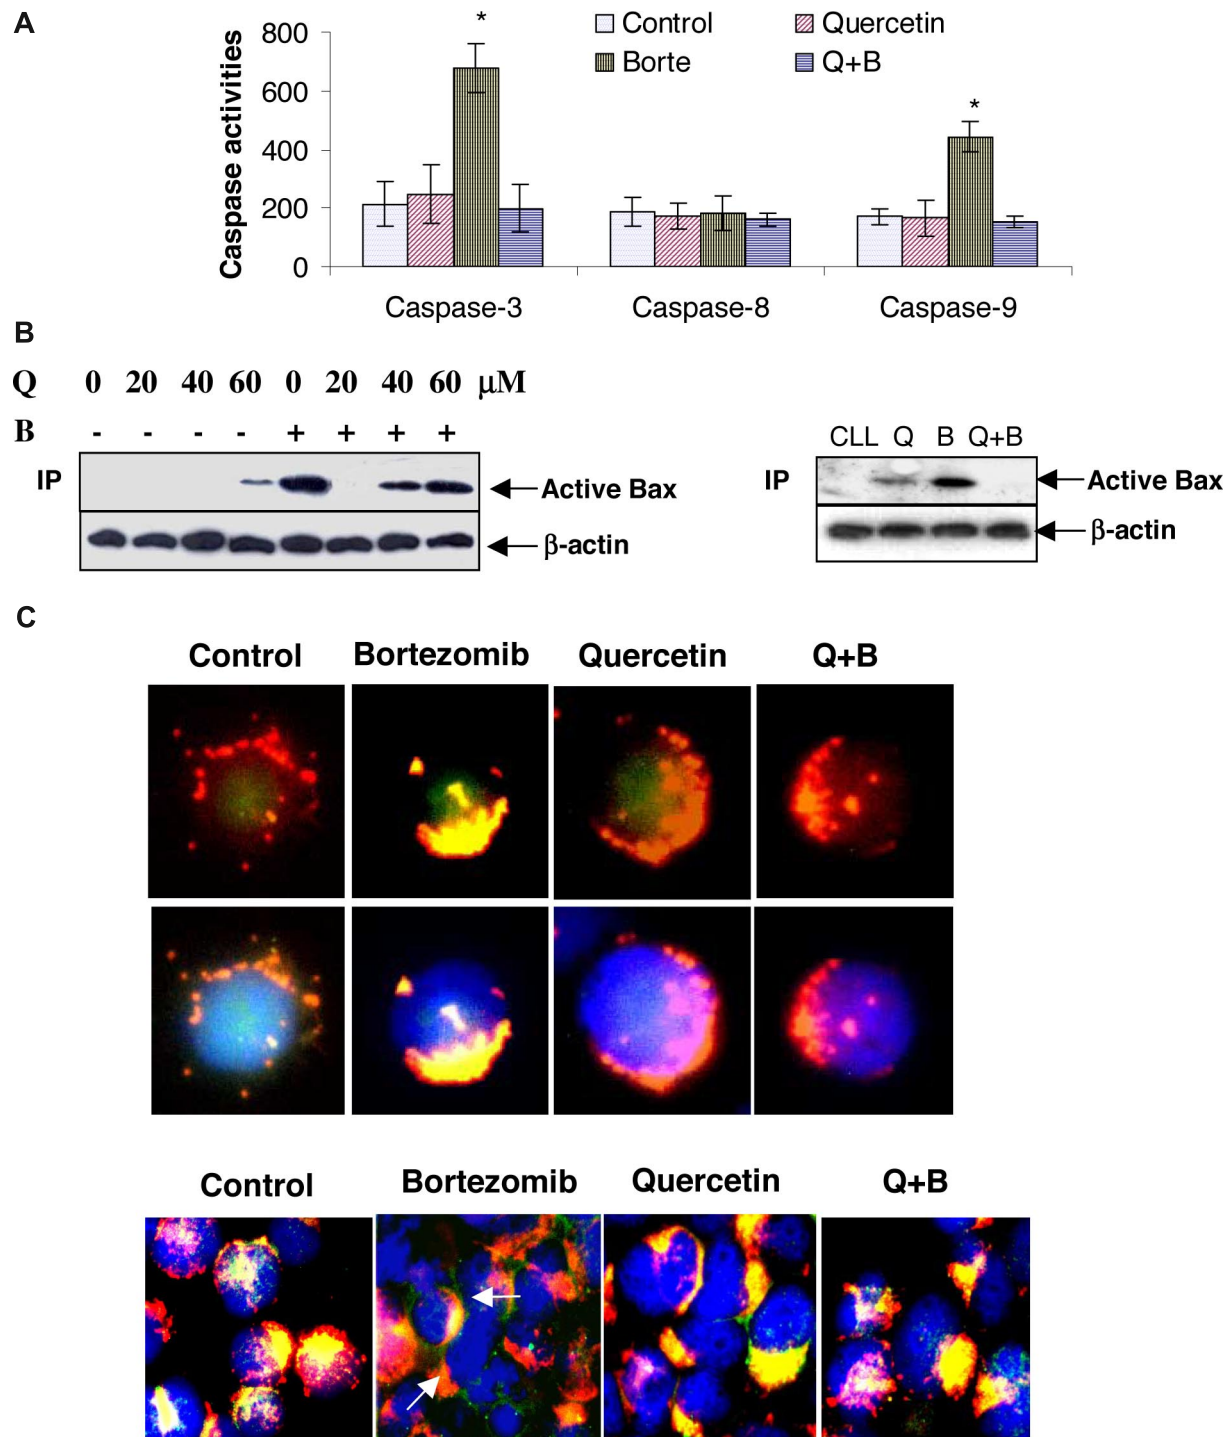 A
Caspase activities
800
600
400
200
0
Control
Quercetin
Borte
Q+B
*
*
Caspase-3
Caspase-8
Caspase-9
B
Q 0 20 40 60 0 20 40 60 μM
B - - - - + + + +
IP
Active Bax
β-actin
CLL Q B Q+B
IP
Active Bax
β-actin
C
Control
Bortezomib
Quercetin
Q+B
Control
Bortezomib
Quercetin
Q+B